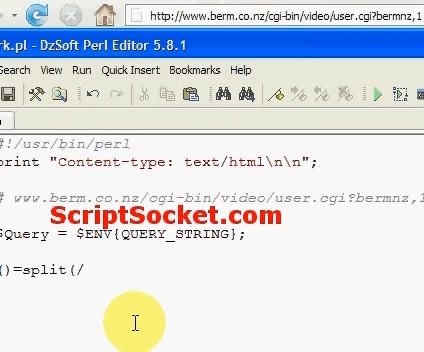 http://www.berm.co.nz/cgi-bin/video/user.cgi?bermnz,1
rk.pl - DzSoft Perl Editor 5.8.1
Search View Run Quick Insert Bookmarks Help
#!/usr/bin/perl
print "Content-type: text/html\n\n";
# www.berm.co.nz/cgi-bin/video/user.cgi?bermnz,1
ScriptSocket.com
$Query = $ENV{QUERY_STRING};
()=split(/